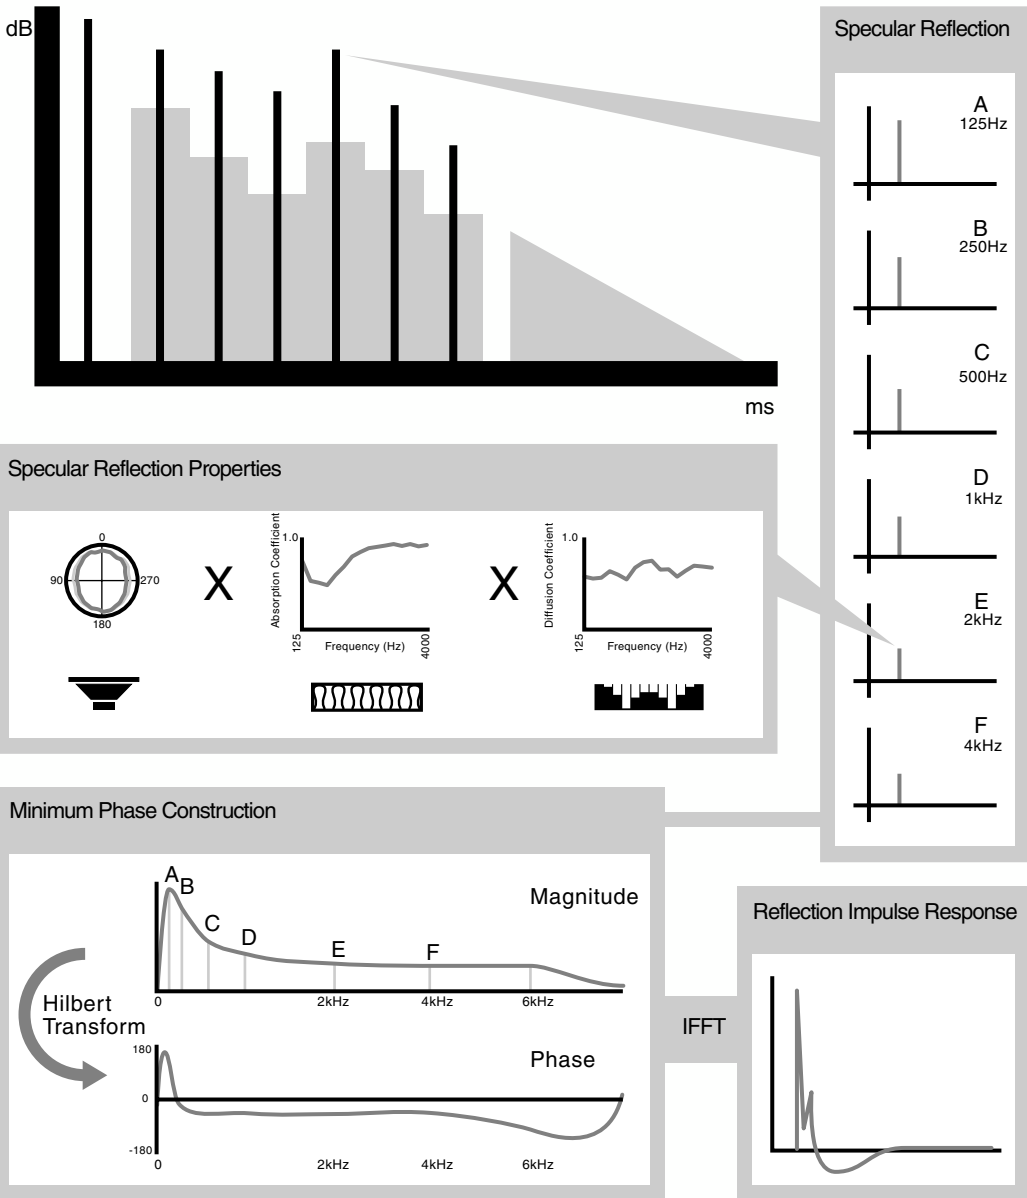 dB
ms
Specular Reflection
A
125Hz
B
250Hz
C
500Hz
D
1kHz
E
2kHz
F
4kHz
Specular Reflection Properties
0
90
270
180
X
Absorption Coefficient
1.0
125
Frequency (Hz)
4000
X
Diffusion Coefficient
1.0
125
Frequency (Hz)
4000
Minimum Phase Construction
A
B
C
D
E
F
Magnitude
0
2kHz
4kHz
6kHz
Hilbert
Transform
180
0
-180
Phase
0
2kHz
4kHz
6kHz
IFFT
Reflection Impulse Response